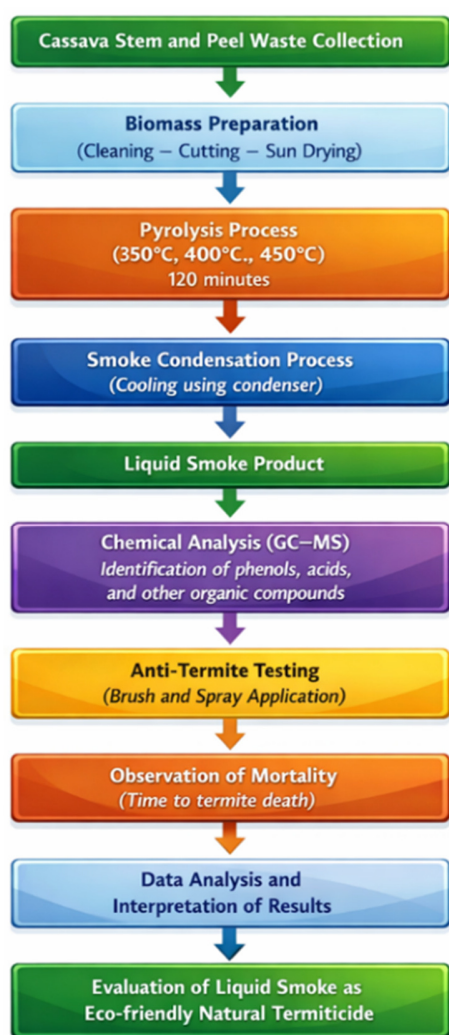 Cassava Stem and Peel Waste Collection
Biomass Preparation
(Cleaning – Cutting – Sun Drying)
Pyrolysis Process
(350°C, 400°C., 450°C)
120 minutes
Smoke Condensation Process
(Cooling using condenser)
Liquid Smoke Product
Chemical Analysis (GC–MS)
Identification of phenols, acids,
and other organic compounds
Anti-Termite Testing
(Brush and Spray Application)
Observation of Mortality
(Time to termite death)
Data Analysis and
Interpretation of Results
Evaluation of Liquid Smoke as
Eco-friendly Natural Termiticide